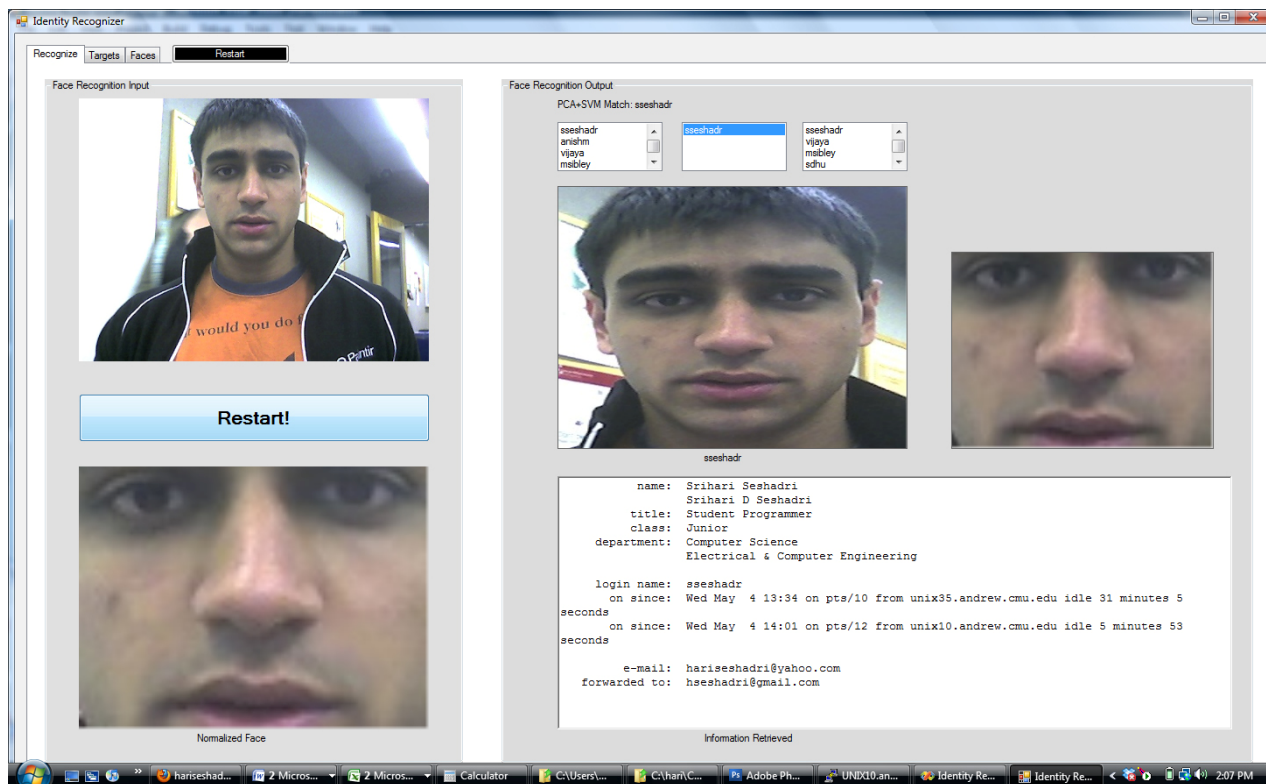 Identity Recognizer
Recognize Targets Faces Restart
Face Recognition Input
would you do
Restart!
Normalized Face
Face Recognition Output
PCA+SVM Match: sseshadr
sseshadr
anishm
vijaya
msibley
sseshadr
sseshadr
vijaya
msibley
sdhu
sseshadr
name: Srihari Seshadri
Srihari D Seshadri
title: Student Programmer
class: Junior
department: Computer Science
Electrical & Computer Engineering
login name: sseshadr
on since: Wed May 4 13:34 on pts/10 from unix35.andrew.cmu.edu idle 31 minutes 5
seconds
on since: Wed May 4 14:01 on pts/12 from unix10.andrew.cmu.edu idle 5 minutes 53
seconds
e-mail: hariseshadri@yahoo.com
forwarded to: hseshadri@gmail.com
Information Retrieved
hariseshad... 2 Micros... 2 Micros... Calculator C:\Users\... C:\hari\C... Adobe Ph... UNIX10.an... Identity Re... Identity Re... 2:07 PM